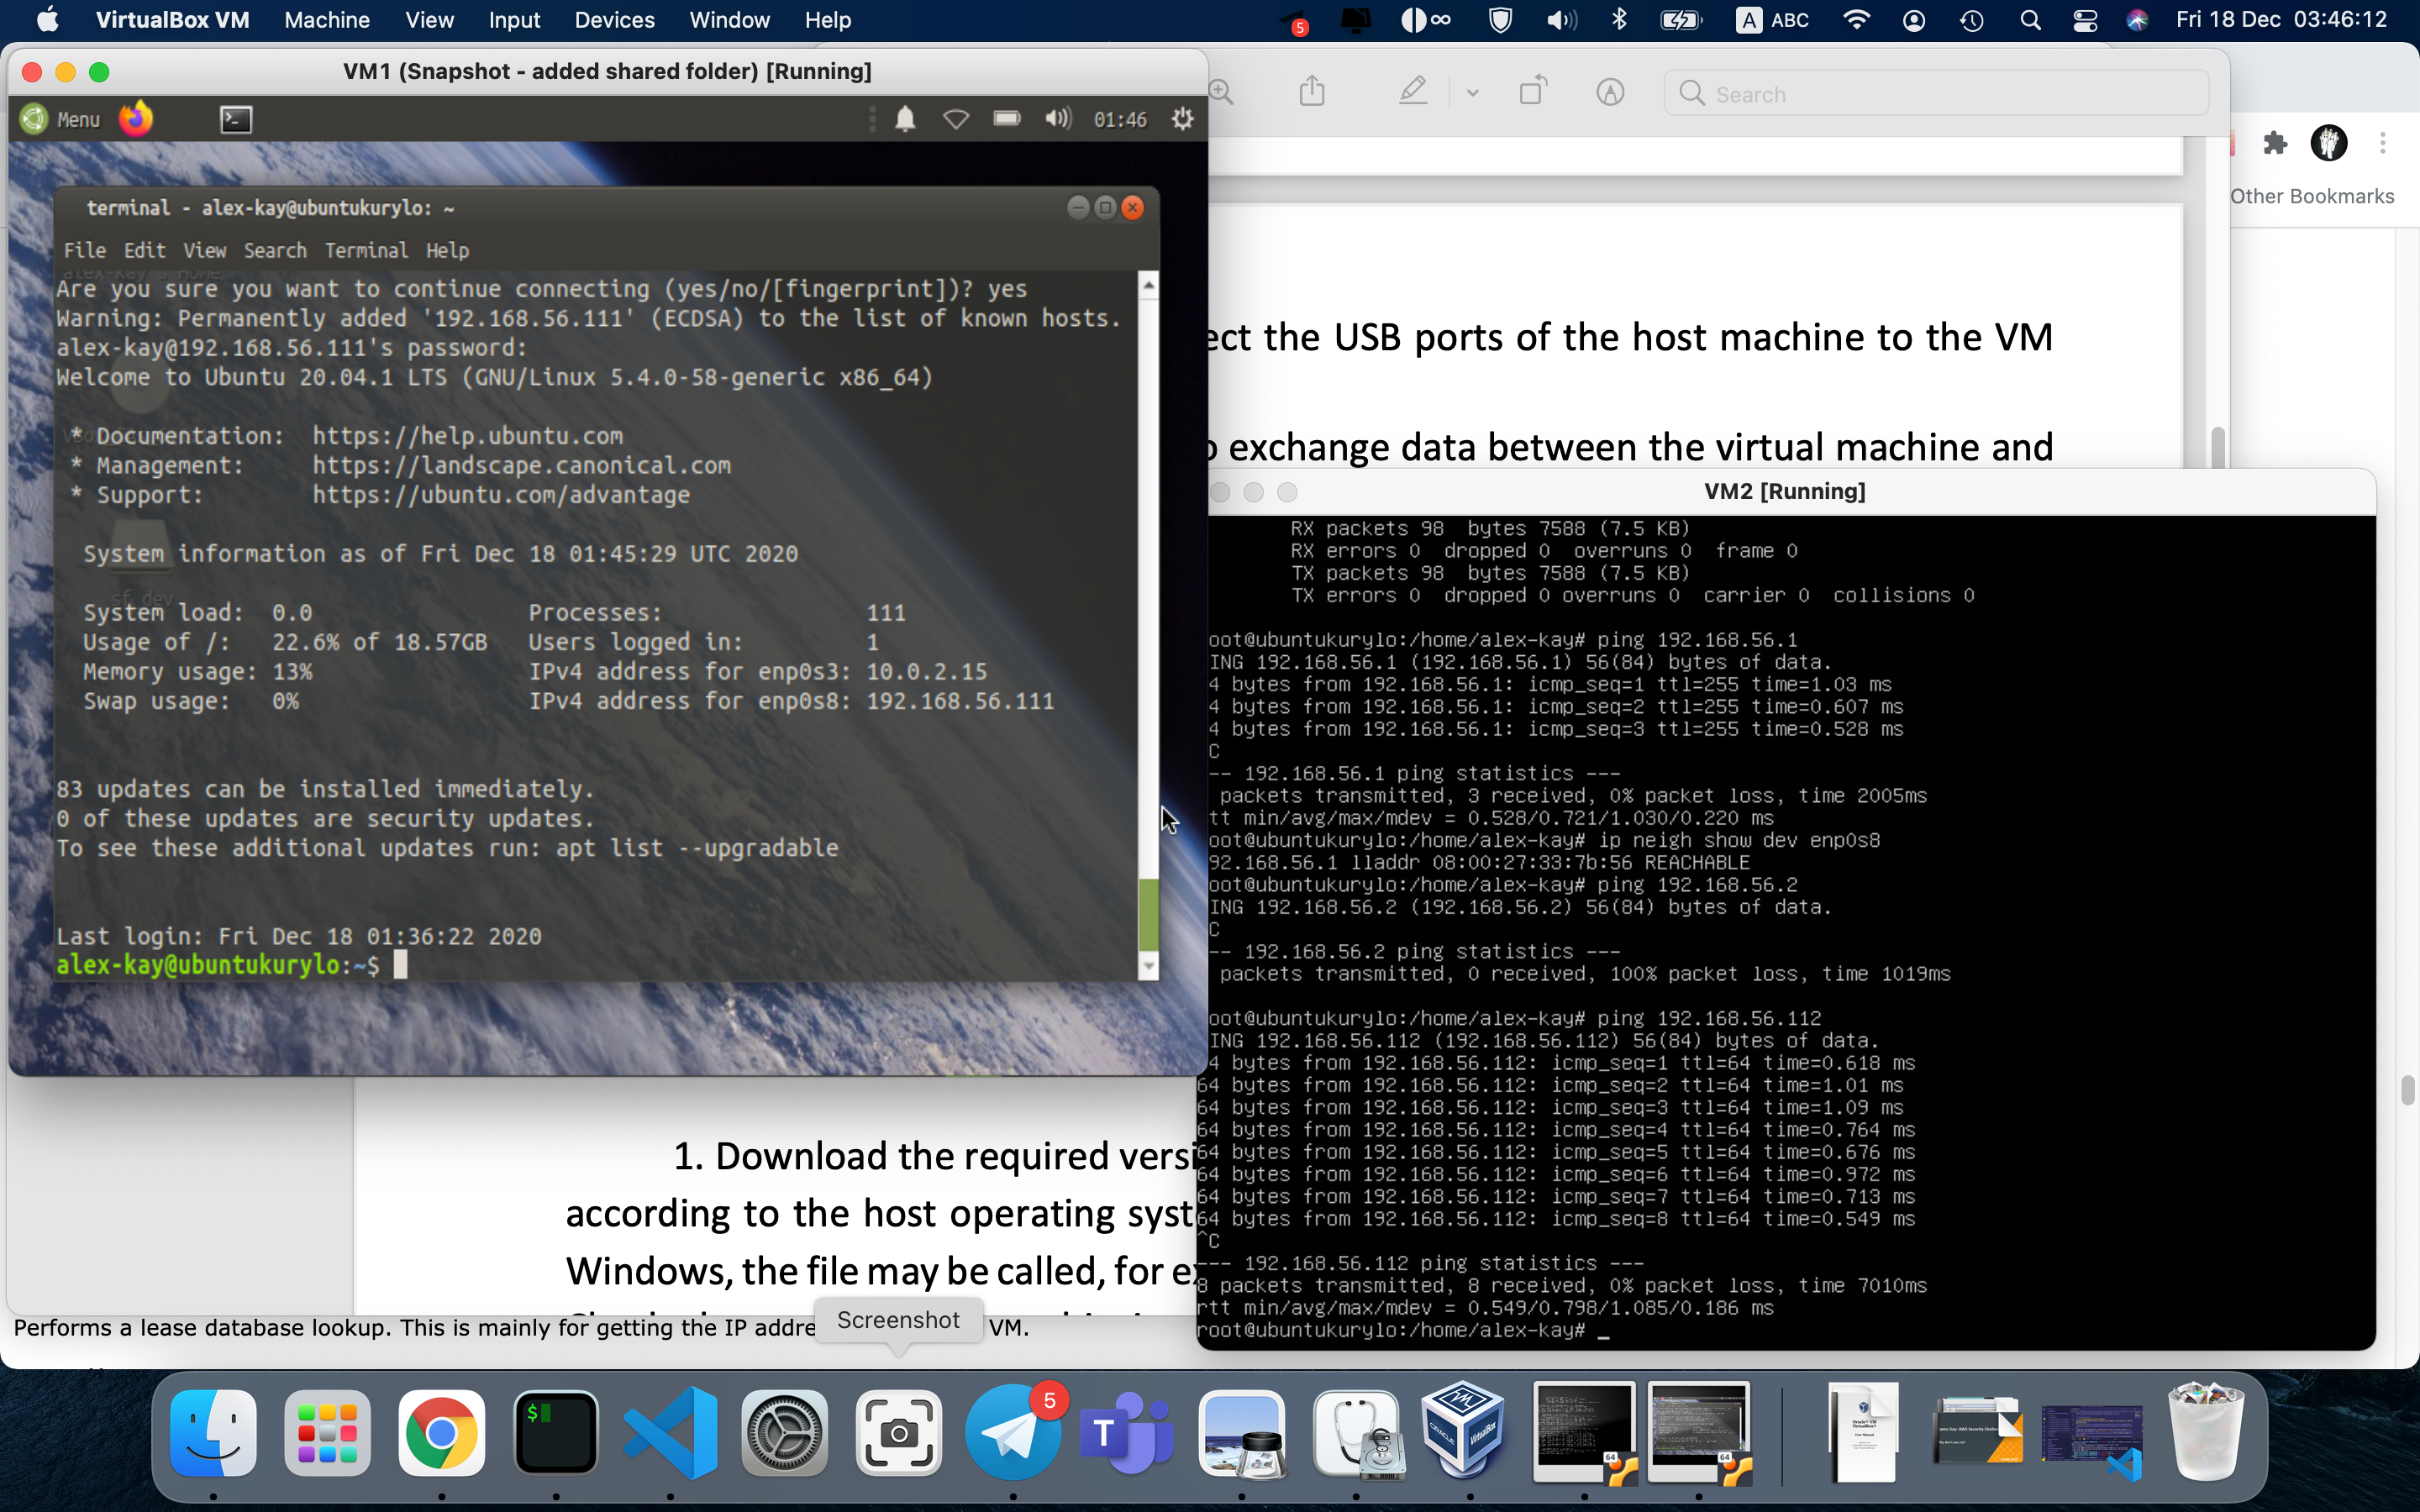 VirtualBox VM Machine View Input Devices Window Help
5 A ABC Fri 18 Dec 03:46:12
VM1 (Snapshot - added shared folder) [Running]
Menu
01:46
terminal - alex-kay@ubuntukurylo: ~
File Edit View Search Terminal Help
Are you sure you want to continue connecting (yes/no/[fingerprint])? yes
Warning: Permanently added '192.168.56.111' (ECDSA) to the list of known hosts.
alex-kay@192.168.56.111's password:
Welcome to Ubuntu 20.04.1 LTS (GNU/Linux 5.4.0-58-generic x86_64)
* Documentation: https://help.ubuntu.com
* Management: https://landscape.canonical.com
* Support: https://ubuntu.com/advantage
System information as of Fri Dec 18 01:45:29 UTC 2020
sf_dev
System load: 0.0 Processes: 111
Usage of /: 22.6% of 18.57GB Users logged in: 1
Memory usage: 13% IPv4 address for enp0s3: 10.0.2.15
Swap usage: 0% IPv4 address for enp0s8: 192.168.56.111
83 updates can be installed immediately.
0 of these updates are security updates.
To see these additional updates run: apt list --upgradable
Last login: Fri Dec 18 01:36:22 2020
alex-kay@ubuntukurylo:~$
Search
Other Bookmarks
ect the USB ports of the host machine to the VM
o exchange data between the virtual machine and
VM2 [Running]
RX packets 98 bytes 7588 (7.5 KB)
RX errors 0 dropped 0 overruns 0 frame 0
TX packets 98 bytes 7588 (7.5 KB)
TX errors 0 dropped 0 overruns 0 carrier 0 collisions 0
oot@ubuntukurylo:/home/alex-kay# ping 192.168.56.1
ING 192.168.56.1 (192.168.56.1) 56(84) bytes of data.
4 bytes from 192.168.56.1: icmp_seq=1 ttl=255 time=1.03 ms
4 bytes from 192.168.56.1: icmp_seq=2 ttl=255 time=0.607 ms
4 bytes from 192.168.56.1: icmp_seq=3 ttl=255 time=0.528 ms
C
-- 192.168.56.1 ping statistics ---
packets transmitted, 3 received, 0% packet loss, time 2005ms
tt min/avg/max/mdev = 0.528/0.721/1.030/0.220 ms
oot@ubuntukurylo:/home/alex-kay# ip neigh show dev enp0s8
92.168.56.1 lladdr 08:00:27:33:7b:56 REACHABLE
oot@ubuntukurylo:/home/alex-kay# ping 192.168.56.2
ING 192.168.56.2 (192.168.56.2) 56(84) bytes of data.
C
-- 192.168.56.2 ping statistics ---
packets transmitted, 0 received, 100% packet loss, time 1019ms
oot@ubuntukurylo:/home/alex-kay# ping 192.168.56.112
ING 192.168.56.112 (192.168.56.112) 56(84) bytes of data.
4 bytes from 192.168.56.112: icmp_seq=1 ttl=64 time=0.618 ms
64 bytes from 192.168.56.112: icmp_seq=2 ttl=64 time=1.01 ms
64 bytes from 192.168.56.112: icmp_seq=3 ttl=64 time=1.09 ms
64 bytes from 192.168.56.112: icmp_seq=4 ttl=64 time=0.764 ms
64 bytes from 192.168.56.112: icmp_seq=5 ttl=64 time=0.676 ms
64 bytes from 192.168.56.112: icmp_seq=6 ttl=64 time=0.972 ms
64 bytes from 192.168.56.112: icmp_seq=7 ttl=64 time=0.713 ms
64 bytes from 192.168.56.112: icmp_seq=8 ttl=64 time=0.549 ms
^C
--- 192.168.56.112 ping statistics ---
8 packets transmitted, 8 received, 0% packet loss, time 7010ms
rtt min/avg/max/mdev = 0.549/0.798/1.085/0.186 ms
root@ubuntukurylo:/home/alex-kay# _
1. Download the required versi
according to the host operating syst
Windows, the file may be called, for ex
Performs a lease database lookup. This is mainly for getting the IP addre
VM.
Screenshot
5
$
T
64
64